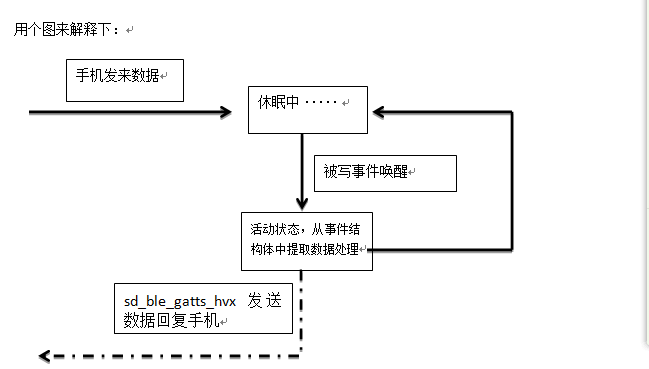 用个图来解释下：
手机发来数据
休眠中 ·····
被写事件唤醒
活动状态，从事件结
构体中提取数据处理
sd_ble_gatts_hvx 发送
数据回复手机